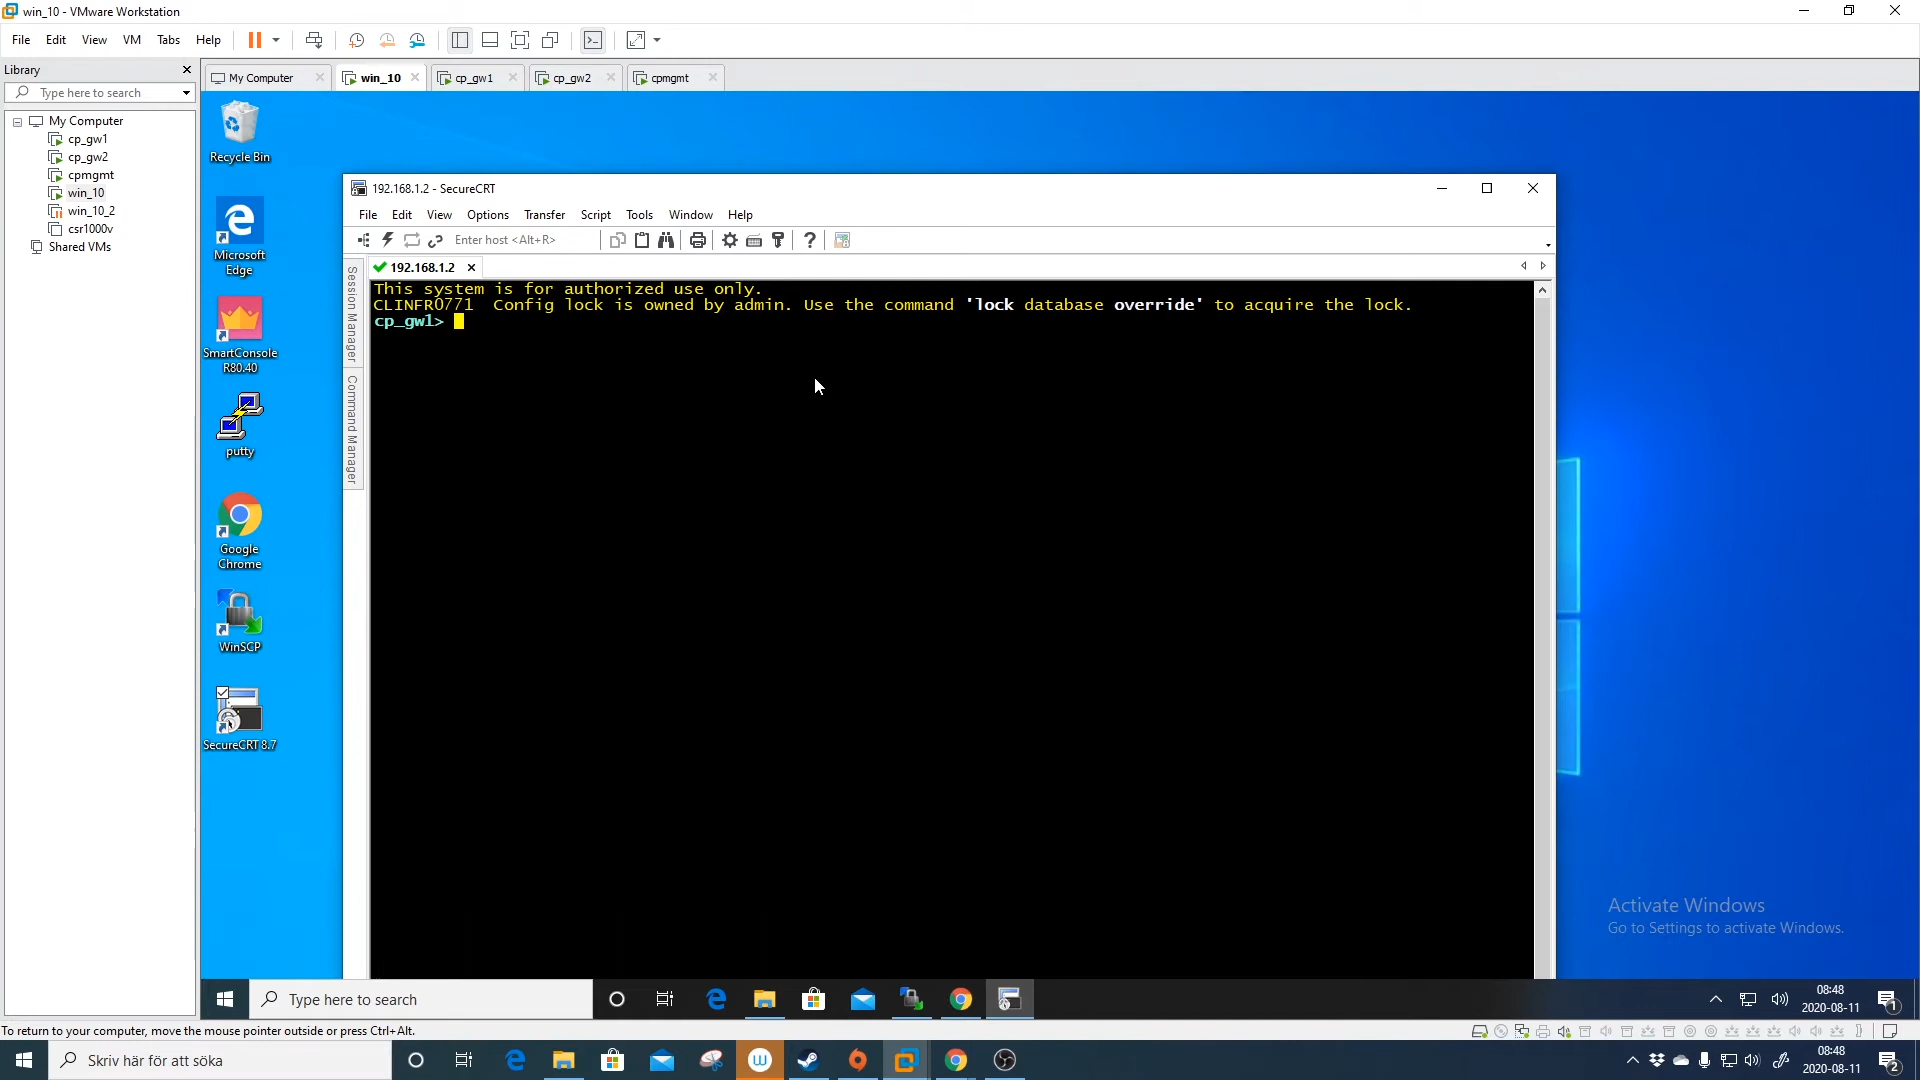 win_10 - VMware Workstation
File Edit View VM Tabs Help
Library
Type here to search
My Computer
cp_gw1
cp_gw2
cpmgmt
win_10
win_10_2
csr1000v
Shared VMs
My Computer win_10 cp_gw1 cp_gw2 cpmgmt
Recycle Bin
Microsoft
Edge
SmartConsole
R80.40
putty
Google
Chrome
WinSCP
SecureCRT 8.7
192.168.1.2 - SecureCRT
File Edit View Options Transfer Script Tools Window Help
Enter host <Alt+R>
192.168.1.2
Session Manager
Command Manager
This system is for authorized use only.
CLINFR0771 Config lock is owned by admin. Use the command 'lock database override' to acquire the lock.
cp_gw1>
Activate Windows
Go to Settings to activate Windows.
Type here to search
08:48
2020-08-11
1
To return to your computer, move the mouse pointer outside or press Ctrl+Alt.
Skriv här för att söka
08:48
2020-08-11
2